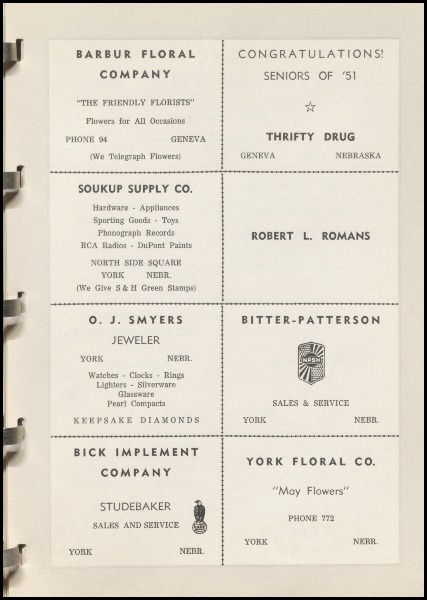 BARBUR FLORAL
COMPANY
"THE FRIENDLY FLORISTS"
Flowers for All Occasions
PHONE 94 GENEVA
(We Telegraph Flowers)
CONGRATULATIONS!
SENIORS OF '51
THRIFTY DRUG
GENEVA NEBRASKA
SOUKUP SUPPLY CO.
Hardware - Appliances
Sporting Goods - Toys
Phonograph Records
RCA Radios - DuPont Paints
NORTH SIDE SQUARE
YORK NEBR.
(We Give S & H Green Stamps)
ROBERT L. ROMANS
O. J. SMYERS
JEWELER
YORK NEBR.
Watches - Clocks - Rings
Lighters - Silverware
Glassware
Pearl Compacts
KEEPSAKE DIAMONDS
BITTER-PATTERSON
NASH
SALES & SERVICE
YORK NEBR.
BICK IMPLEMENT
COMPANY
STUDEBAKER
SALES AND SERVICE
YORK NEBR.
YORK FLORAL CO.
"May Flowers"
PHONE 772
YORK NEBR.